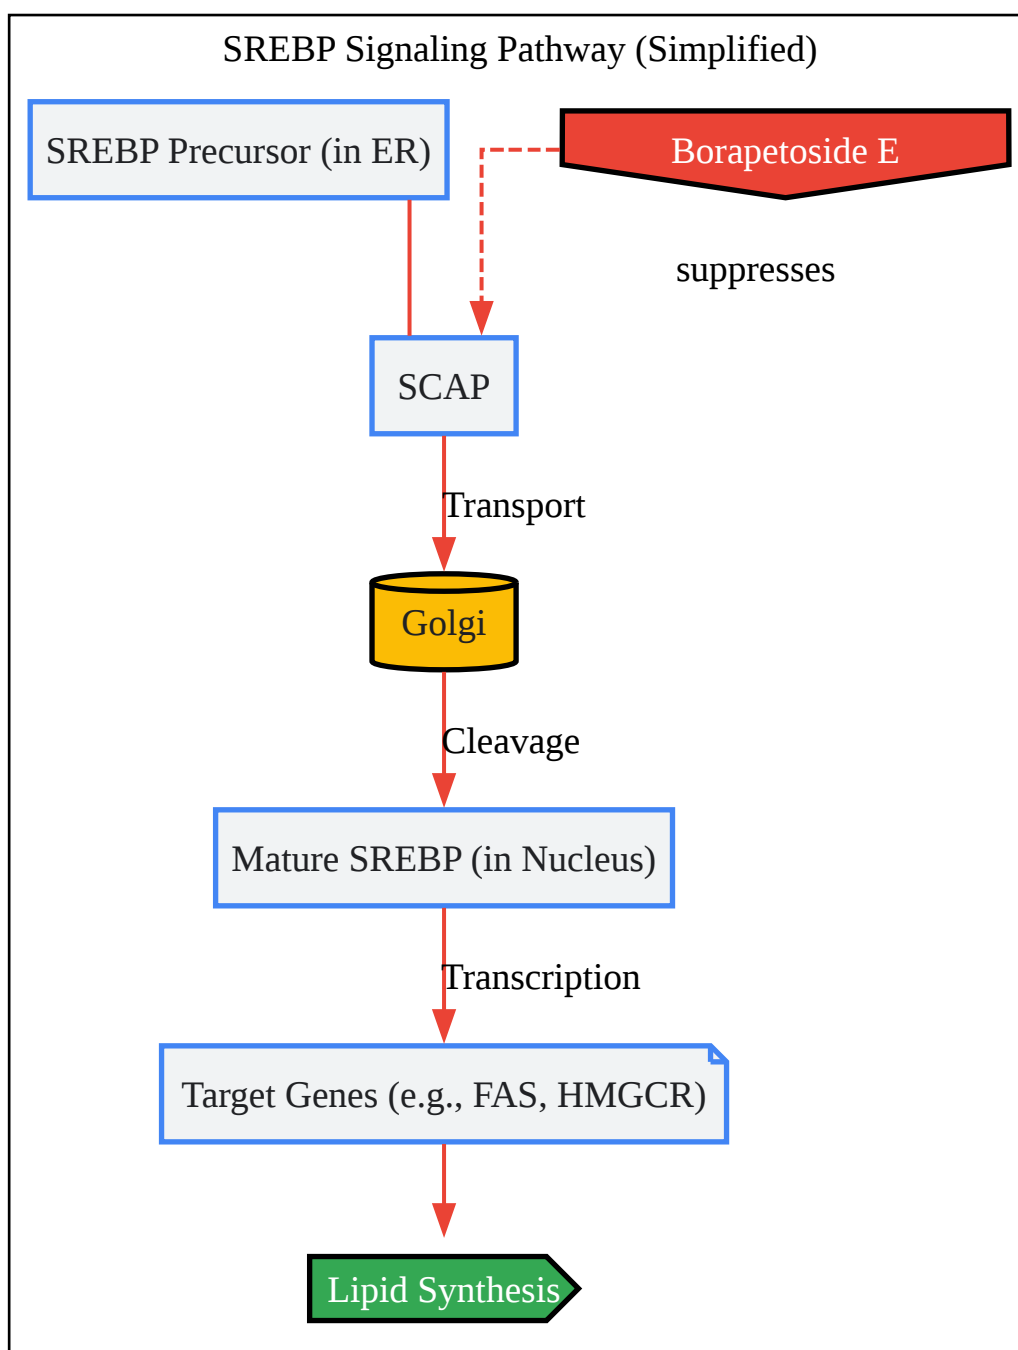 SREBP Signaling Pathway (Simplified)
SREBP Precursor (in ER)
Borapetoside E
suppresses
SCAP
Transport
Golgi
Cleavage
Mature SREBP (in Nucleus)
Transcription
Target Genes (e.g., FAS, HMGCR)
Lipid Synthesis